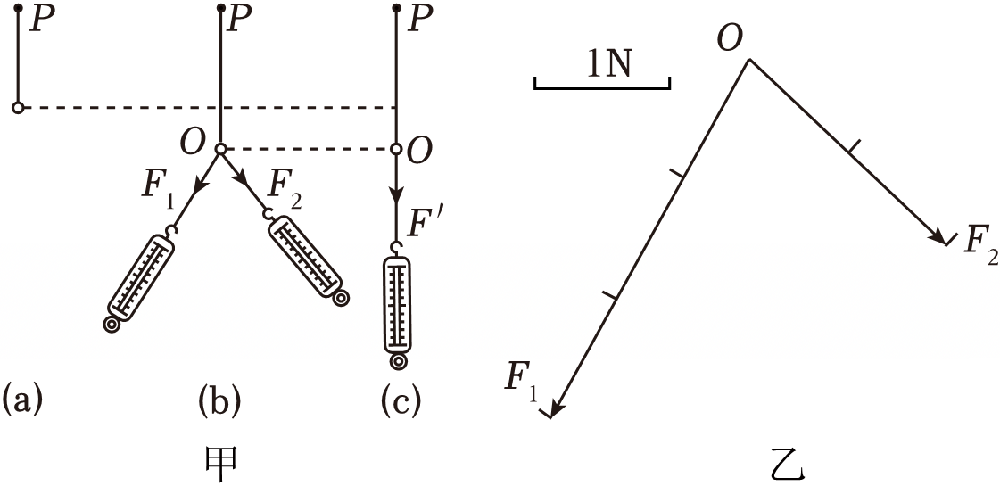 P P P
1N
O
O O
F₁ F₂
F′
F₂
F₁
(a) (b) (c)
甲 乙